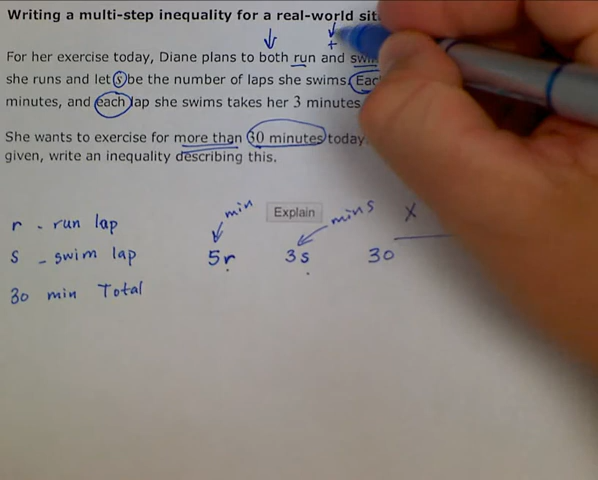 Writing a multi-step inequality for a real-world sit
For her exercise today, Diane plans to both run and swim
she runs and let s be the number of laps she swims. Each
minutes, and each lap she swims takes her 3 minutes
She wants to exercise for more than 30 minutes today
given, write an inequality describing this.
+
min Explain mins X
r - run lap
s - swim lap 5r 3s 30
30 min Total